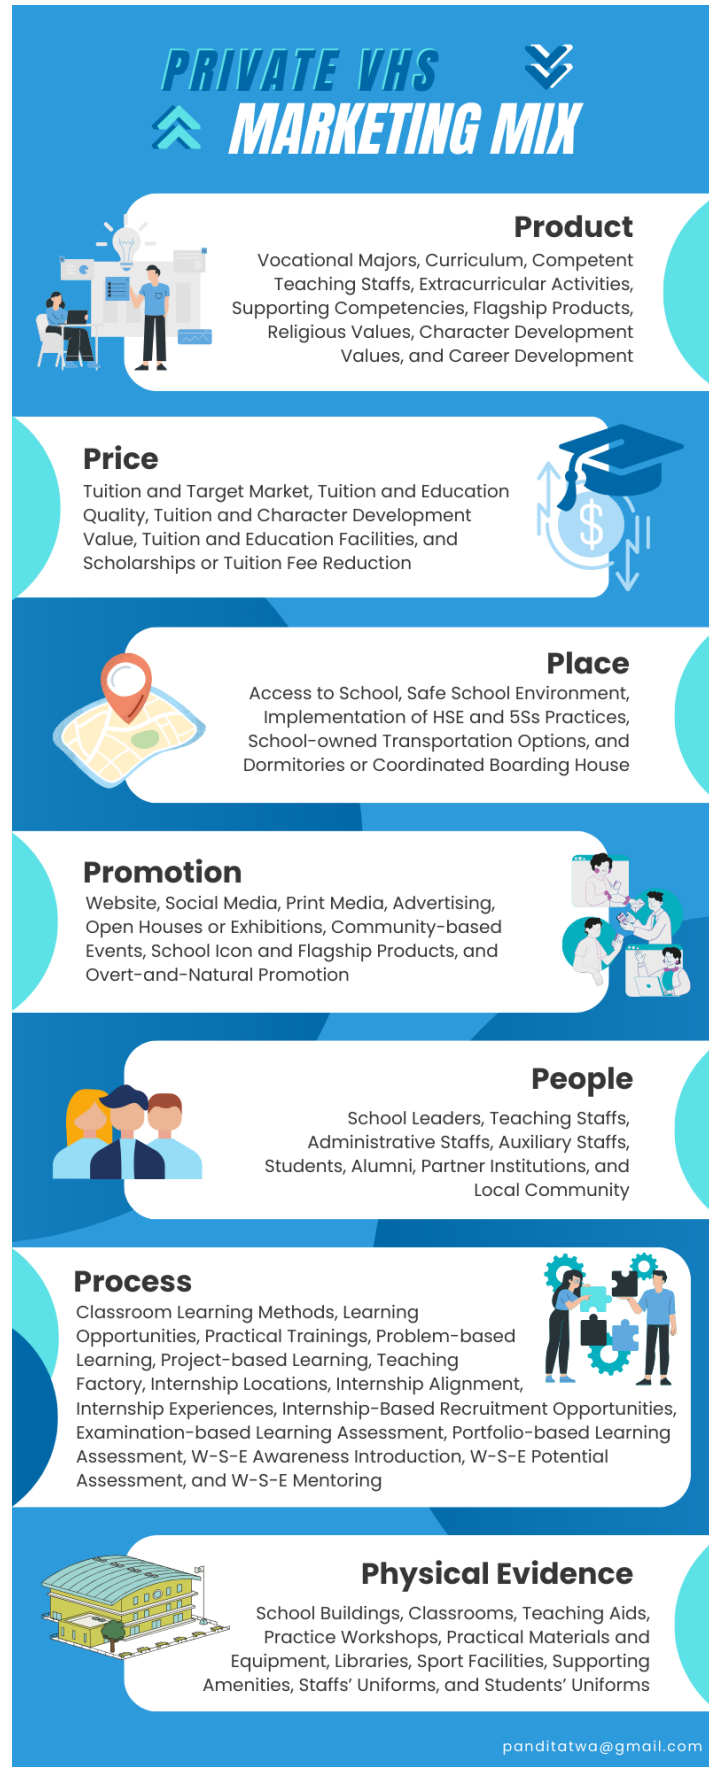 PRIVATE VHS
MARKETING MIX
Product
Vocational Majors, Curriculum, Competent
Teaching Staffs, Extracurricular Activities,
Supporting Competencies, Flagship Products,
Religious Values, Character Development
Values, and Career Development
Price
Tuition and Target Market, Tuition and Education
Quality, Tuition and Character Development
Value, Tuition and Education Facilities, and
Scholarships or Tuition Fee Reduction
$
Place
Access to School, Safe School Environment,
Implementation of HSE and 5Ss Practices,
School-owned Transportation Options, and
Dormitories or Coordinated Boarding House
Promotion
Website, Social Media, Print Media, Advertising,
Open Houses or Exhibitions, Community-based
Events, School Icon and Flagship Products, and
Overt-and-Natural Promotion
People
School Leaders, Teaching Staffs,
Administrative Staffs, Auxiliary Staffs,
Students, Alumni, Partner Institutions, and
Local Community
Process
Classroom Learning Methods, Learning
Opportunities, Practical Trainings, Problem-based
Learning, Project-based Learning, Teaching
Factory, Internship Locations, Internship Alignment,
Internship Experiences, Internship-Based Recruitment Opportunities,
Examination-based Learning Assessment, Portfolio-based Learning
Assessment, W-S-E Awareness Introduction, W-S-E Potential
Assessment, and W-S-E Mentoring
Physical Evidence
School Buildings, Classrooms, Teaching Aids,
Practice Workshops, Practical Materials and
Equipment, Libraries, Sport Facilities, Supporting
Amenities, Staffs' Uniforms, and Students' Uniforms
panditatwa@gmail.com